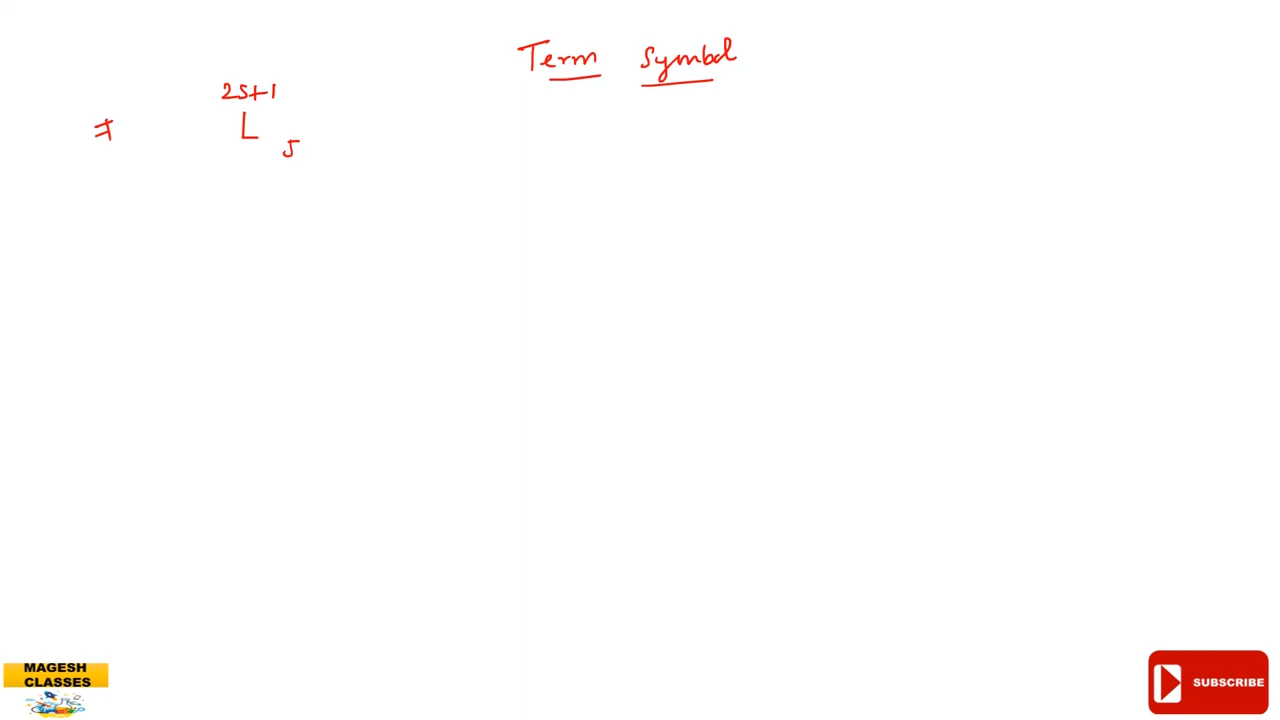 Term Symbol
2S+1
⇒ L
J
MAGESH
CLASSES
SUBSCRIBE